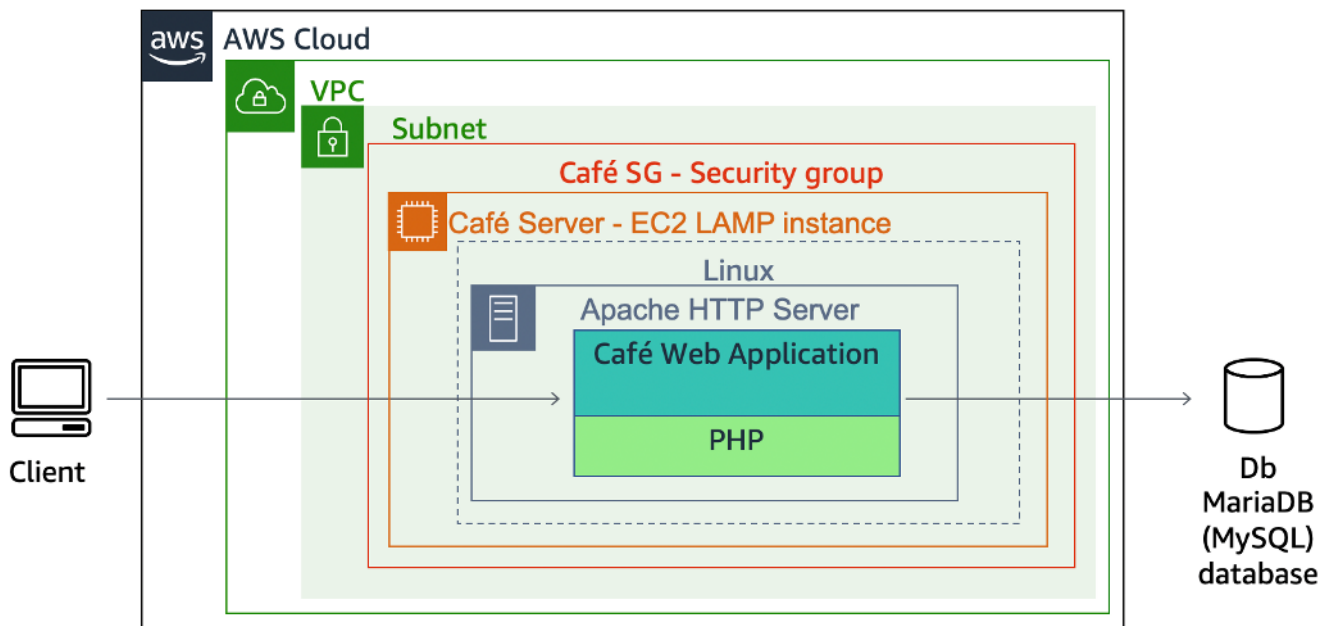 aws
AWS Cloud
VPC
Subnet
Café SG - Security group
Café Server - EC2 LAMP instance
Linux
Apache HTTP Server
Café Web Application
PHP
Client
Db
MariaDB
(MySQL)
database